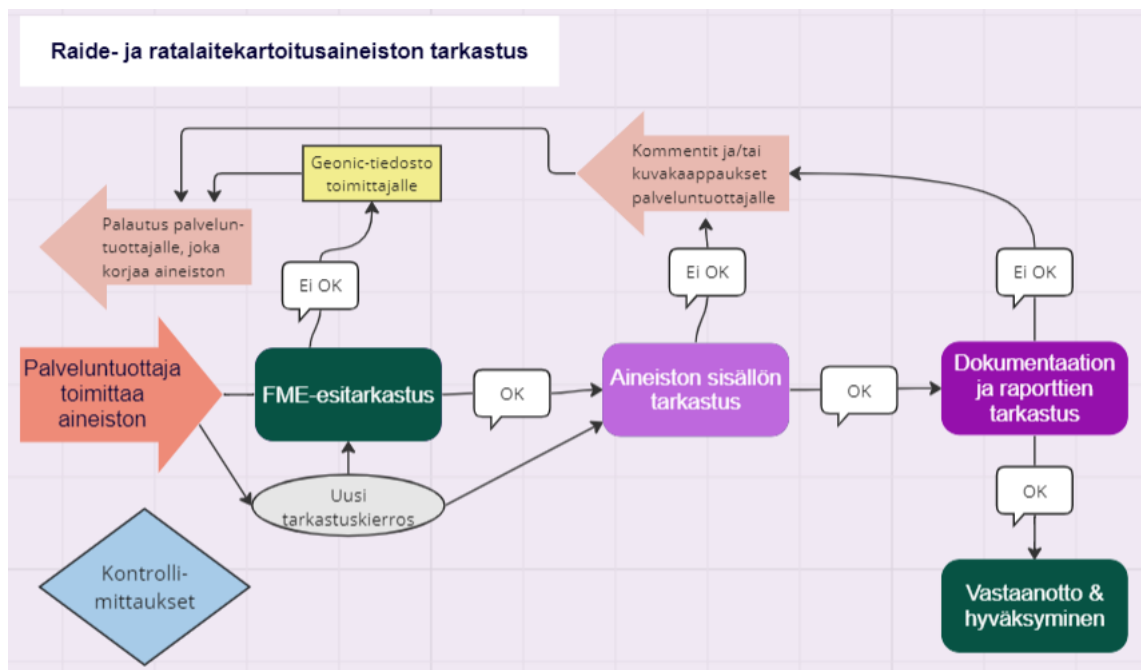 Raide- ja ratalaitekartoitusaineiston tarkastus
Geonic-tiedosto
toimittajalle
Kommentit ja/tai
kuvakaappaukset
palveluntuottajalle
Palautus palvelun-
tuottajalle, joka
korjaa aineiston
Ei OK
Ei OK
Ei OK
Palveluntuottaja
toimittaa
aineiston
FME-esitarkastus
OK
Aineiston sisällön
tarkastus
OK
Dokumentaation
ja raporttien
tarkastus
Uusi
tarkastuskierros
OK
Kontrolli-
mittaukset
Vastaanotto &
hyväksyminen